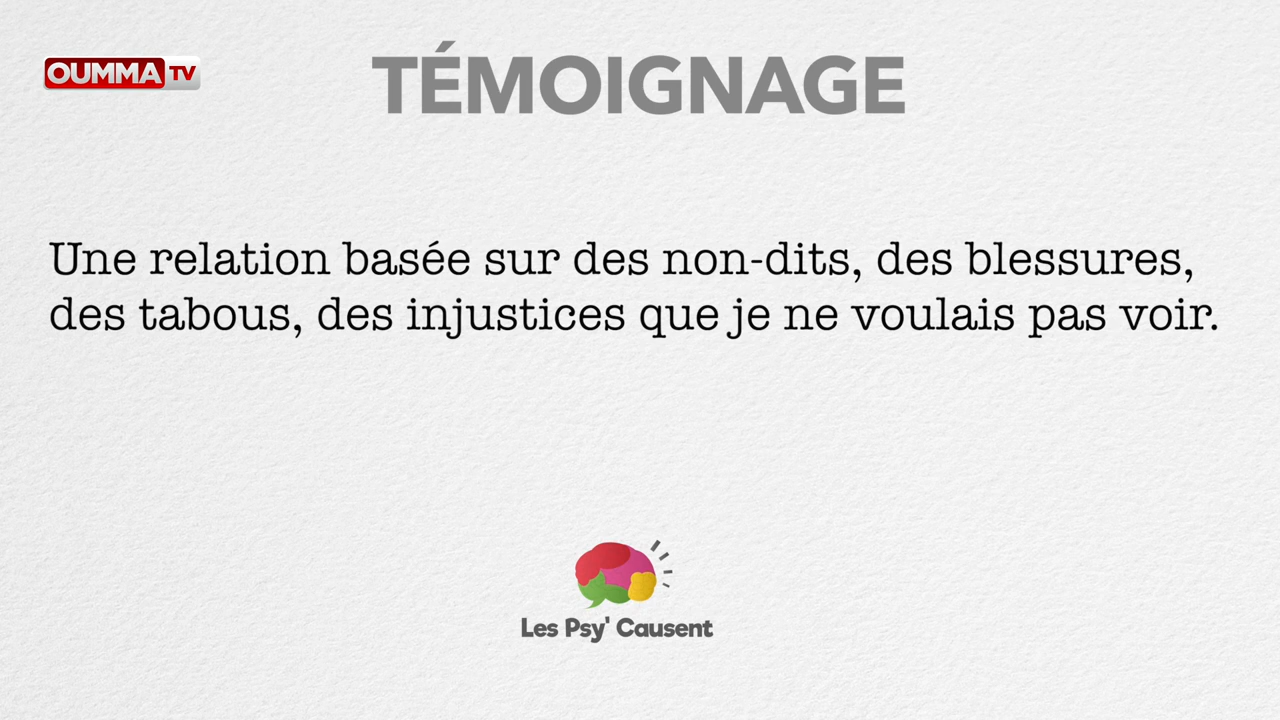 OUMMA TV
TÉMOIGNAGE
Une relation basée sur des non-dits, des blessures,
des tabous, des injustices que je ne voulais pas voir.
Les Psy' Causent